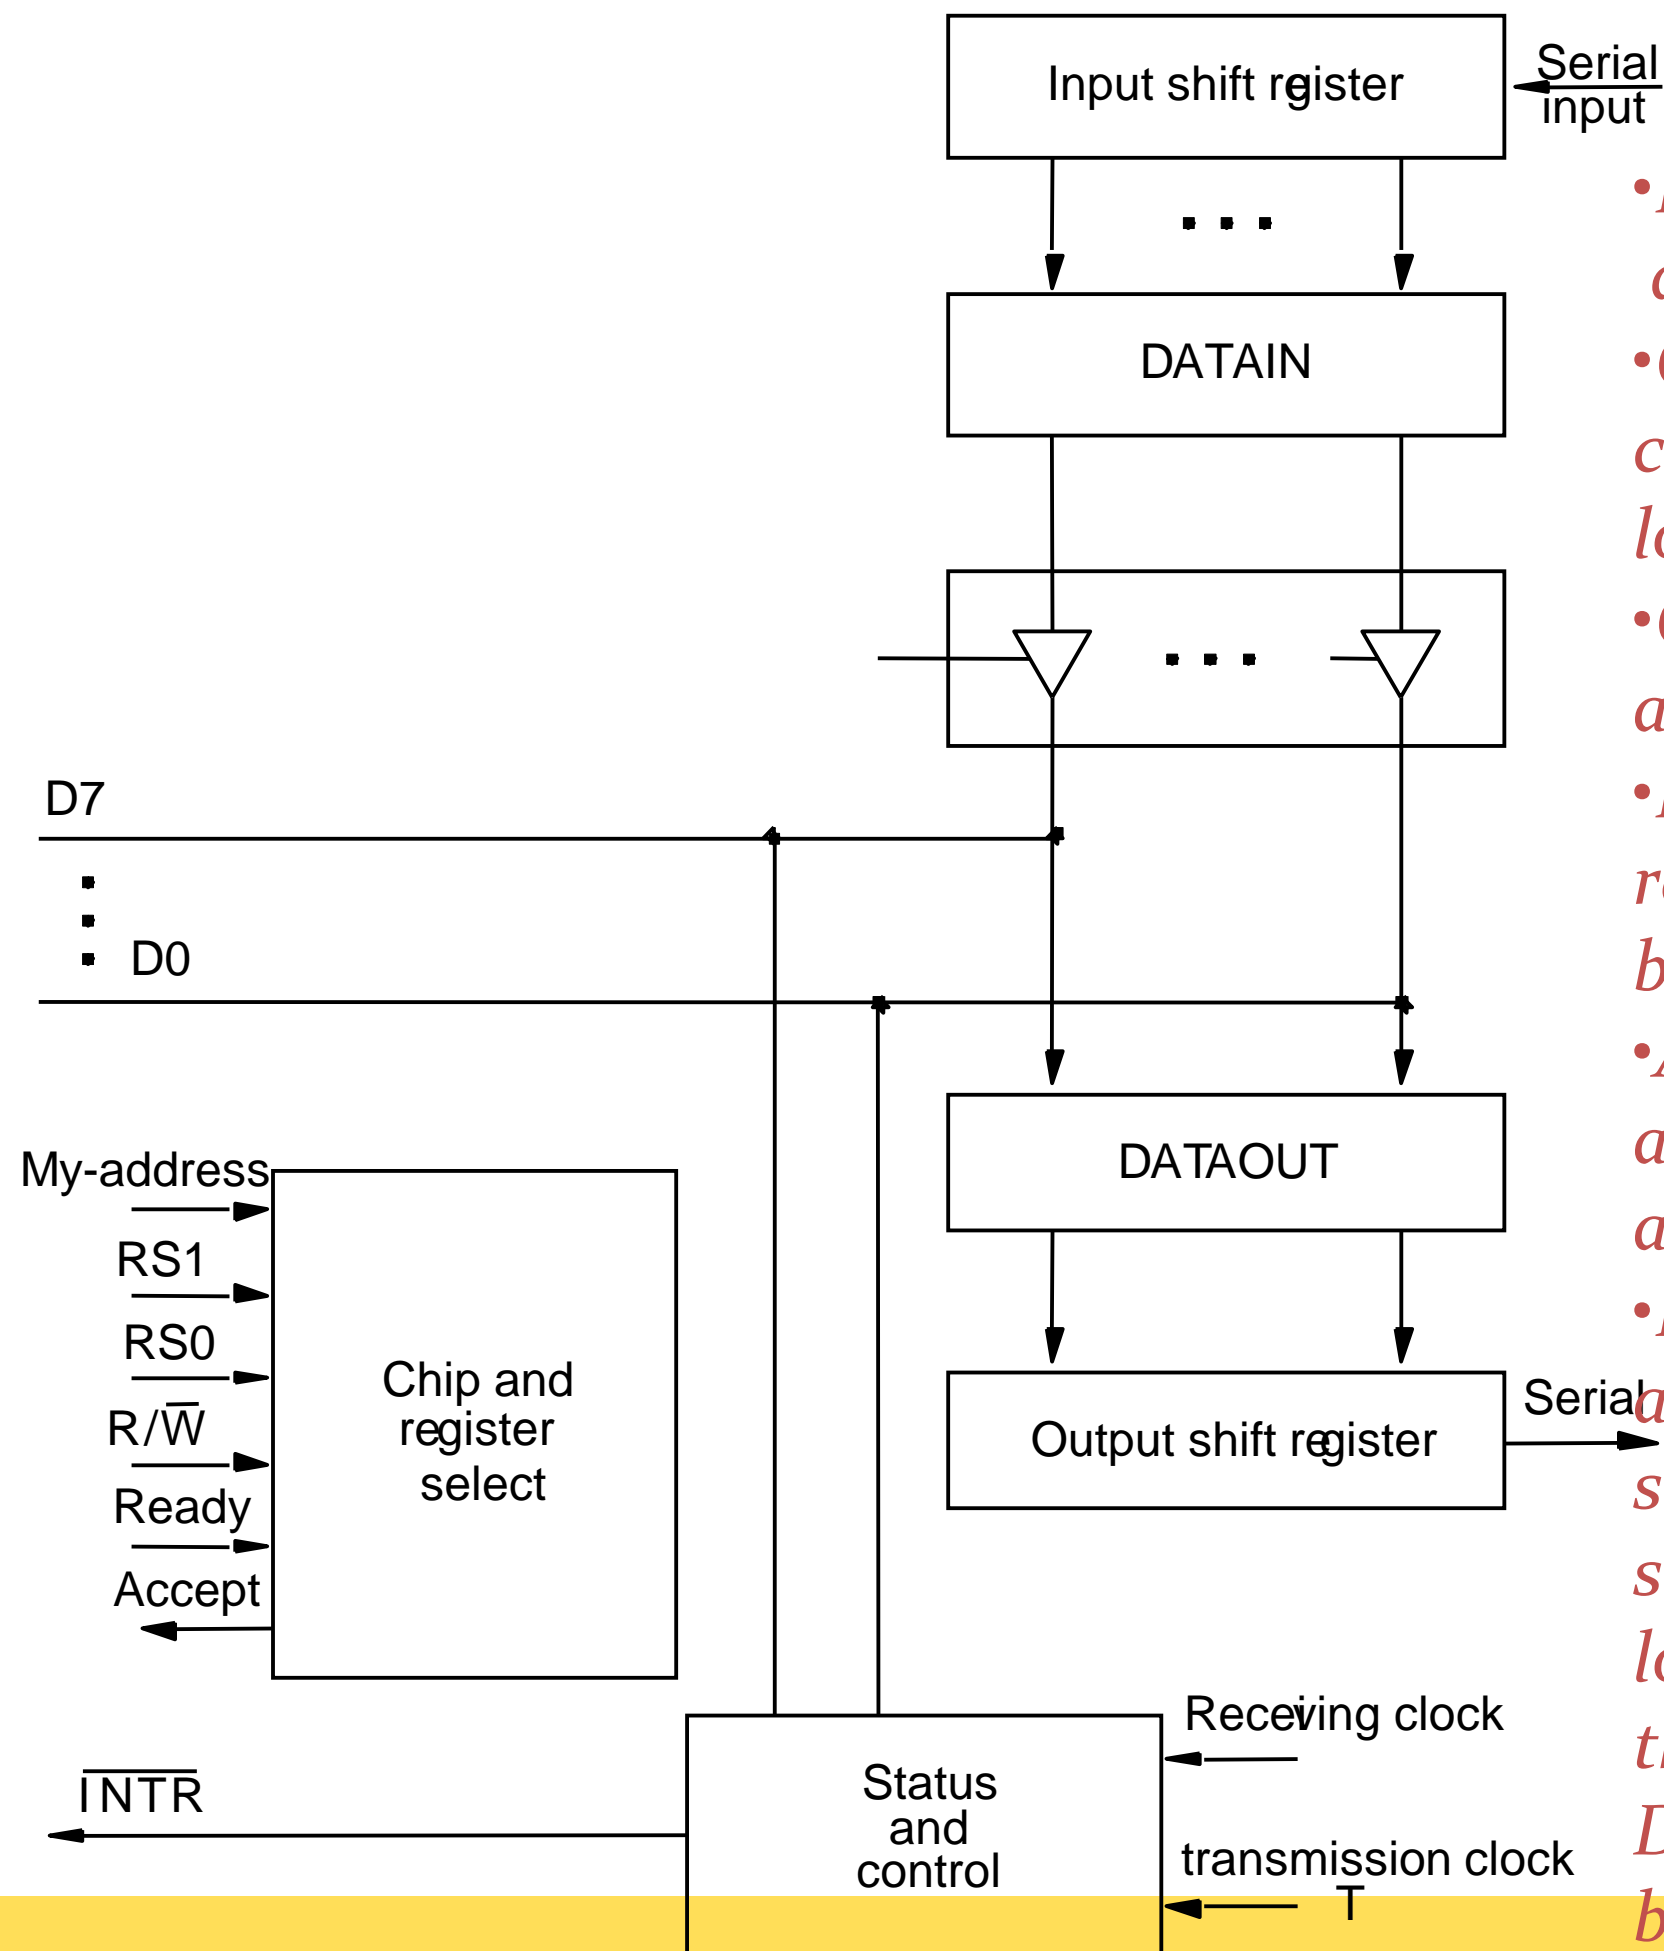 Input shift register
Serial
input
DATAIN
D7
D0
DATAOUT
My-address
RS1
RS0
R/W̅
Ready
Accept
Chip and
register
select
Output shift register
Serial
Receiving clock
I̅N̅T̅R̅
Status
and
control
transmission clock
T